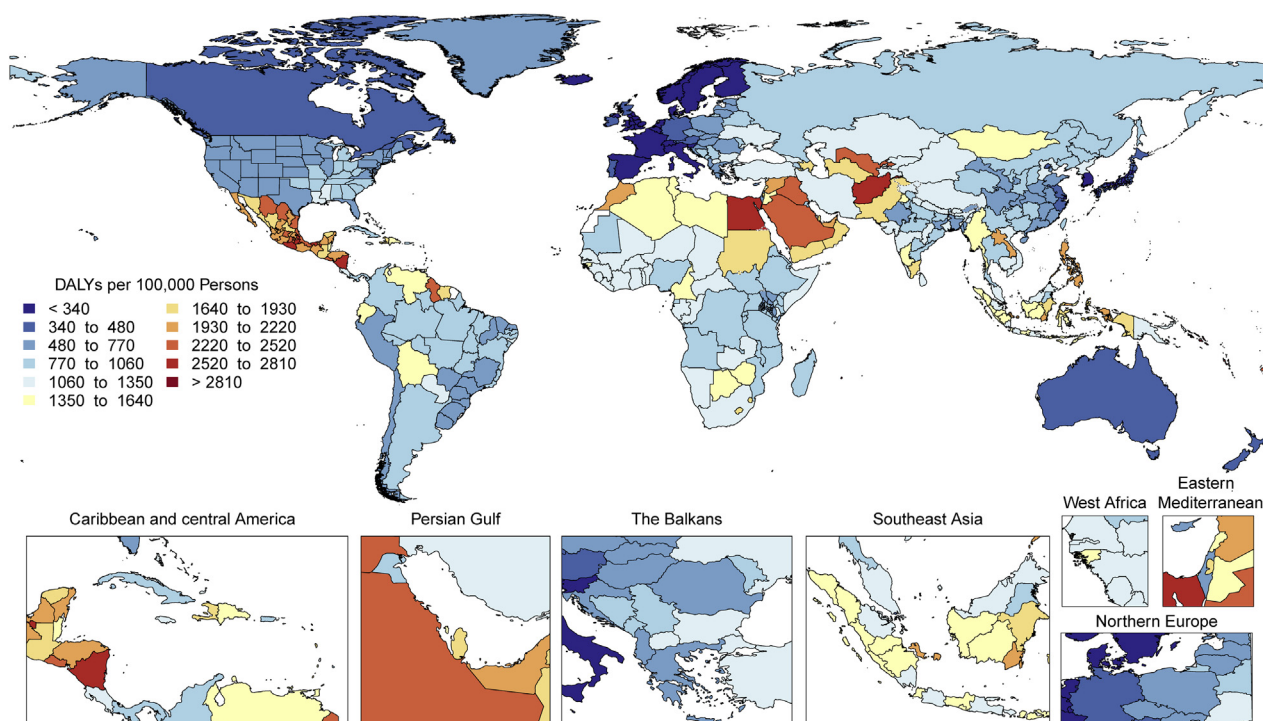 DALYs per 100,000 Persons
< 340
340 to 480
480 to 770
770 to 1060
1060 to 1350
1350 to 1640
1640 to 1930
1930 to 2220
2220 to 2520
2520 to 2810
> 2810
Caribbean and central America
Persian Gulf
The Balkans
Southeast Asia
West Africa
Eastern
Mediterranean
Northern Europe